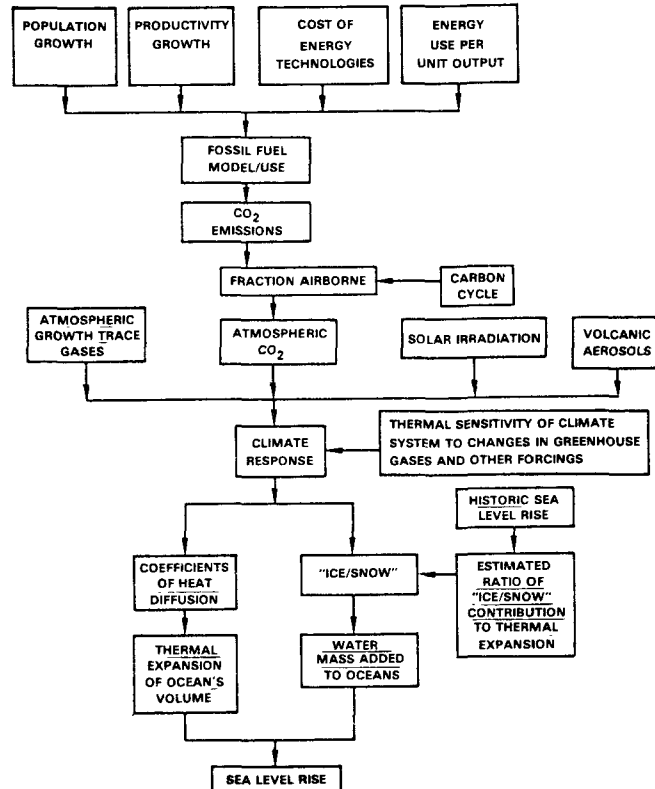 POPULATION
GROWTH
PRODUCTIVITY
GROWTH
COST OF
ENERGY
TECHNOLOGIES
ENERGY
USE PER
UNIT OUTPUT
FOSSIL FUEL
MODEL/USE
CO₂
EMISSIONS
FRACTION AIRBORNE
CARBON
CYCLE
ATMOSPHERIC
GROWTH TRACE
GASES
ATMOSPHERIC
CO₂
SOLAR IRRADIATION
VOLCANIC
AEROSOLS
CLIMATE
RESPONSE
THERMAL SENSITIVITY OF CLIMATE
SYSTEM TO CHANGES IN GREENHOUSE
GASES AND OTHER FORCINGS
HISTORIC SEA
LEVEL RISE
COEFFICIENTS
OF HEAT
DIFFUSION
"ICE/SNOW"
ESTIMATED
RATIO OF
"ICE/SNOW"
CONTRIBUTION
TO THERMAL
EXPANSION
THERMAL
EXPANSION
OF OCEAN'S
VOLUME
WATER
MASS ADDED
TO OCEANS
SEA LEVEL RISE